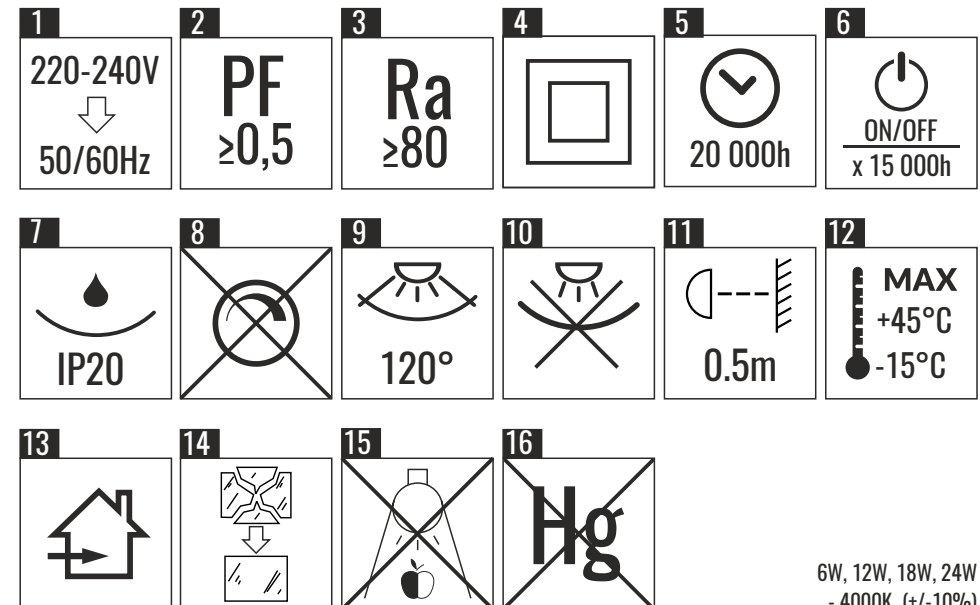 1 2 3 4 5 6
220-240V
50/60Hz
PF
≥0,5
Ra
≥80
20 000h
ON/OFF
x 15 000h
7 8 9 10 11 12
IP20
120°
0.5m
MAX
+45°C
-15°C
13 14 15 16
Hg
6W, 12W, 18W, 24W
- 4000K (+/-10%)